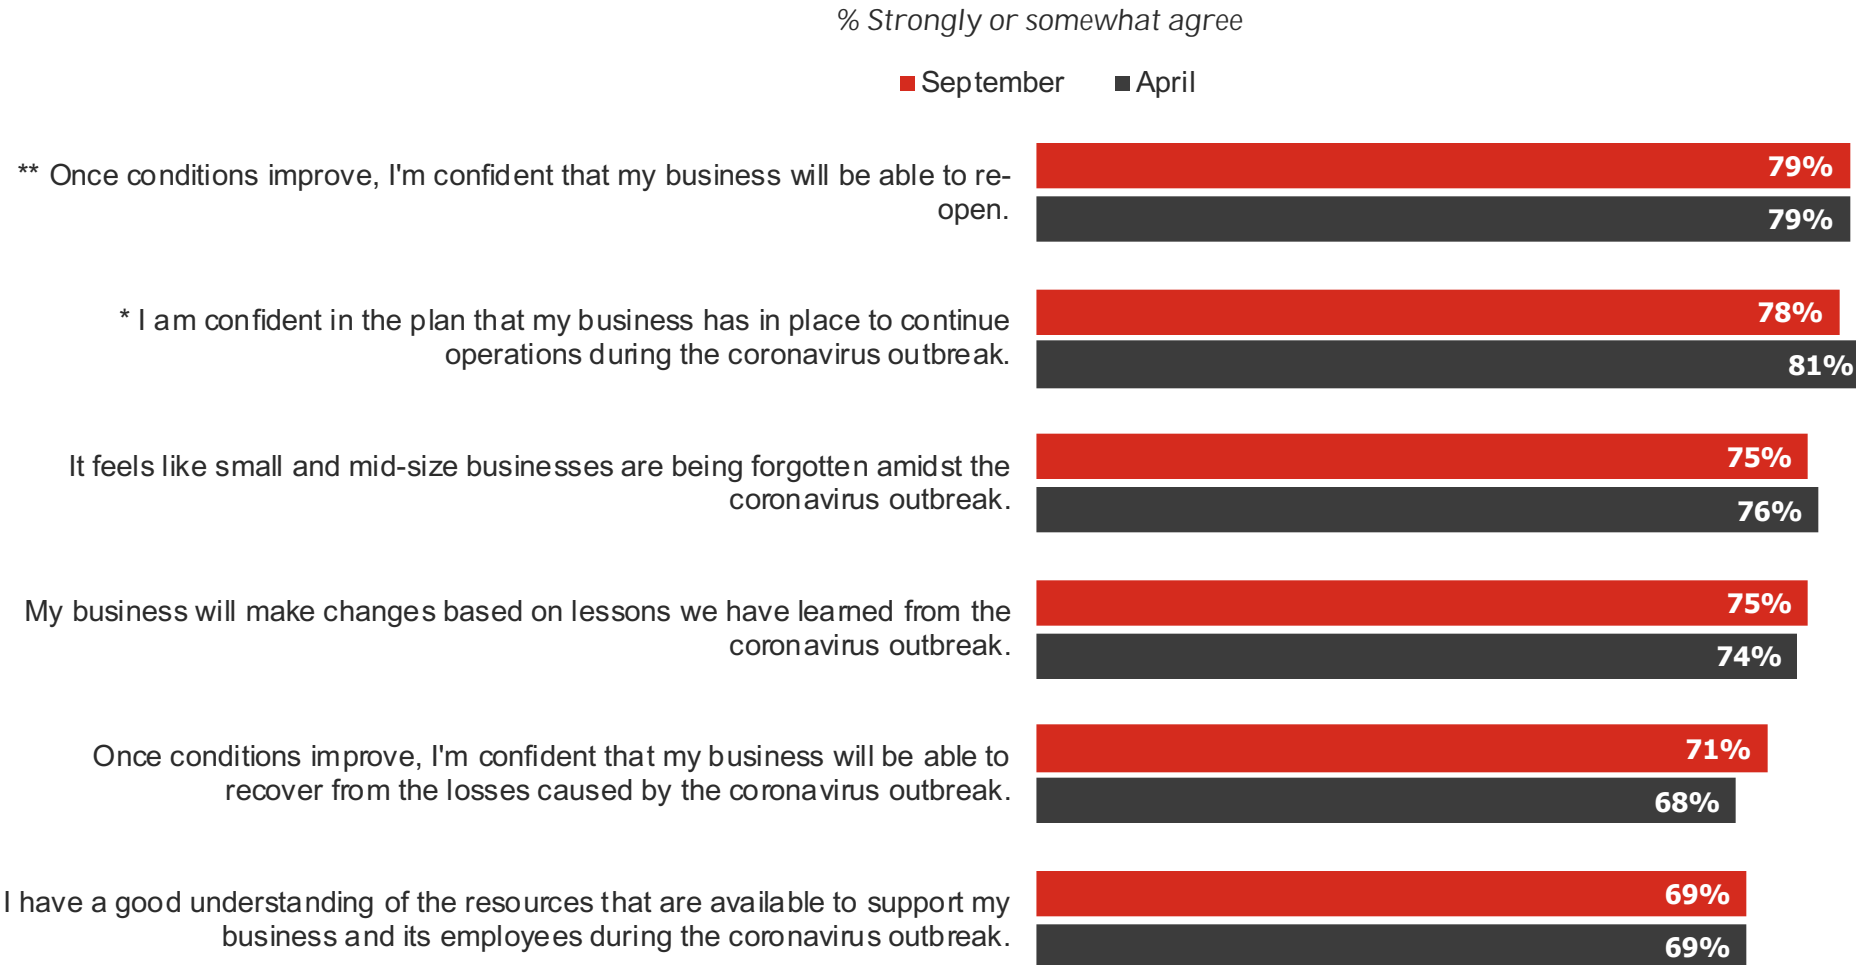 % Strongly or somewhat agree
September April
** Once conditions improve, I'm confident that my business will be able to re-
open.
79%
79%
* I am confident in the plan that my business has in place to continue
operations during the coronavirus outbreak.
78%
81%
It feels like small and mid-size businesses are being forgotten amidst the
coronavirus outbreak.
75%
76%
My business will make changes based on lessons we have learned from the
coronavirus outbreak.
75%
74%
Once conditions improve, I'm confident that my business will be able to
recover from the losses caused by the coronavirus outbreak.
71%
68%
I have a good understanding of the resources that are available to support my
business and its employees during the coronavirus outbreak.
69%
69%